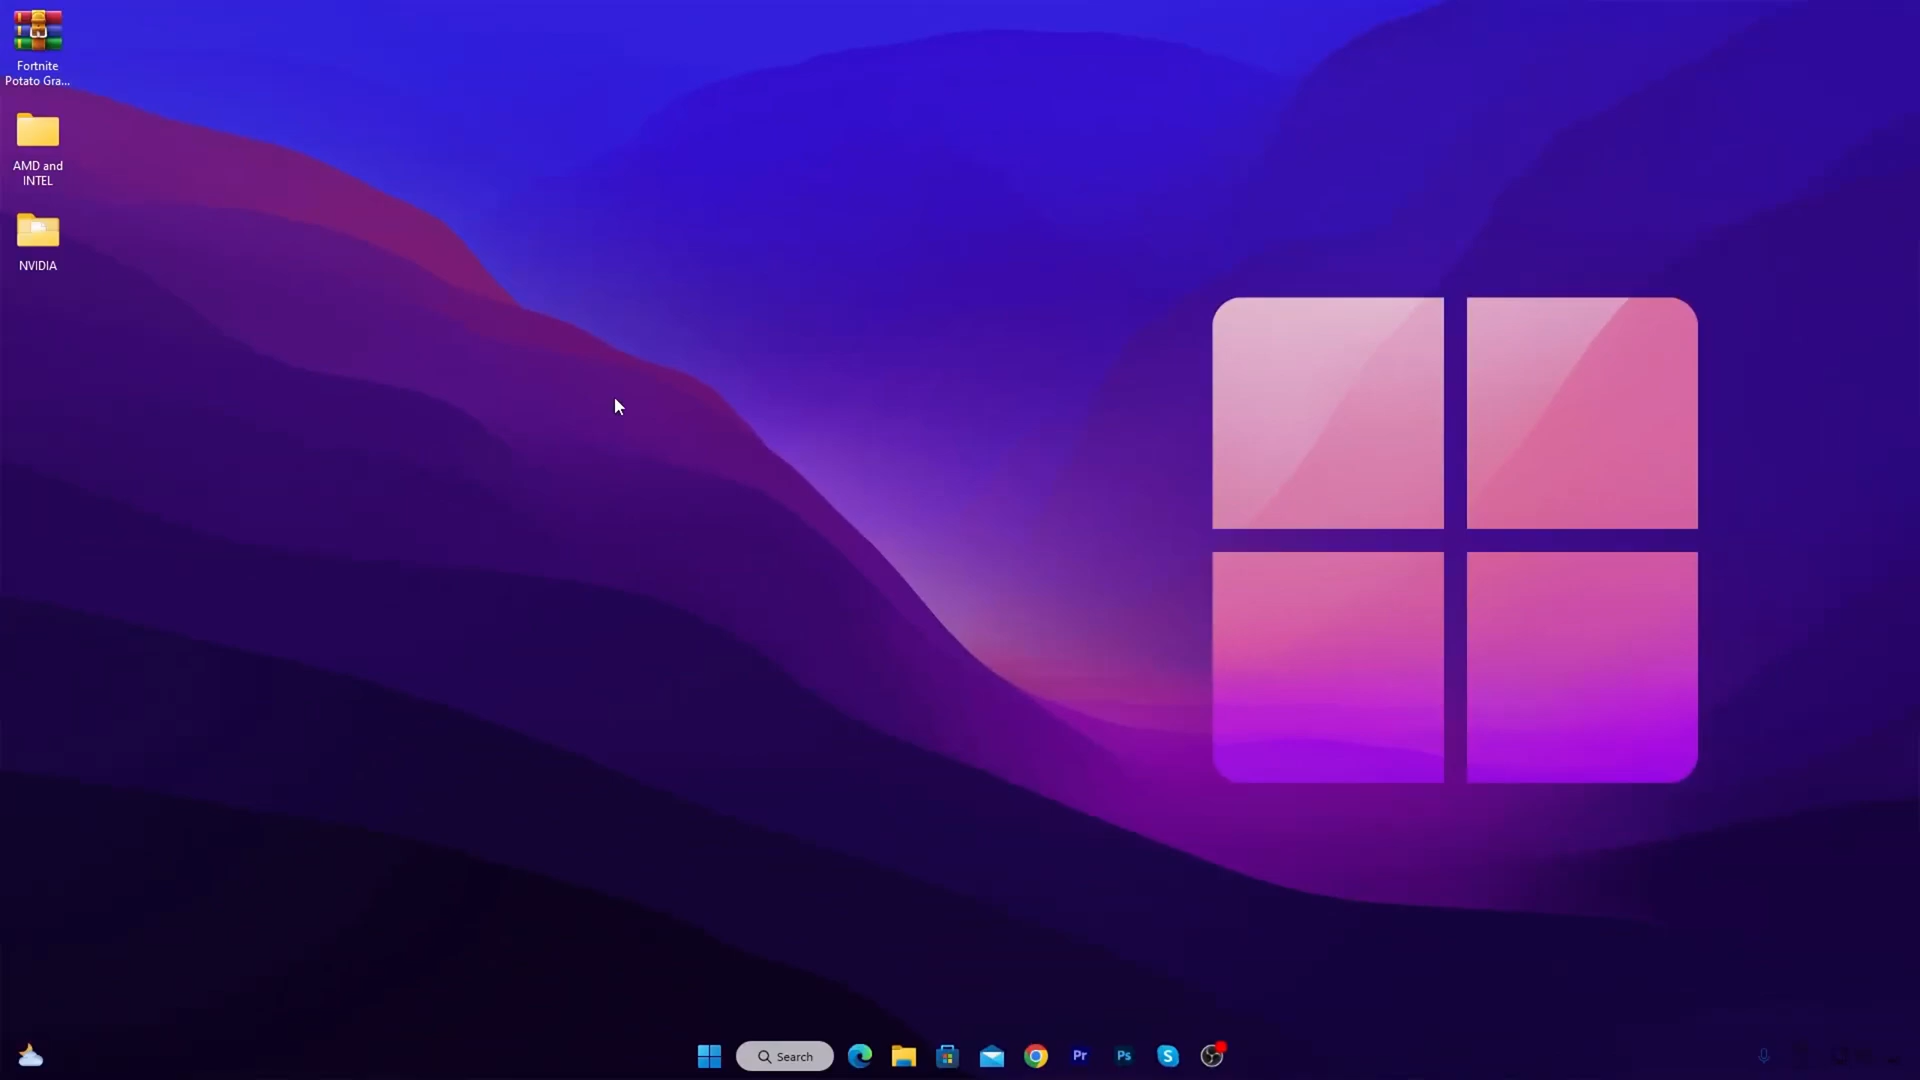 Fortnite
Potato Gra...
AMD and
INTEL
NVIDIA
Search
Pr
Ps
S